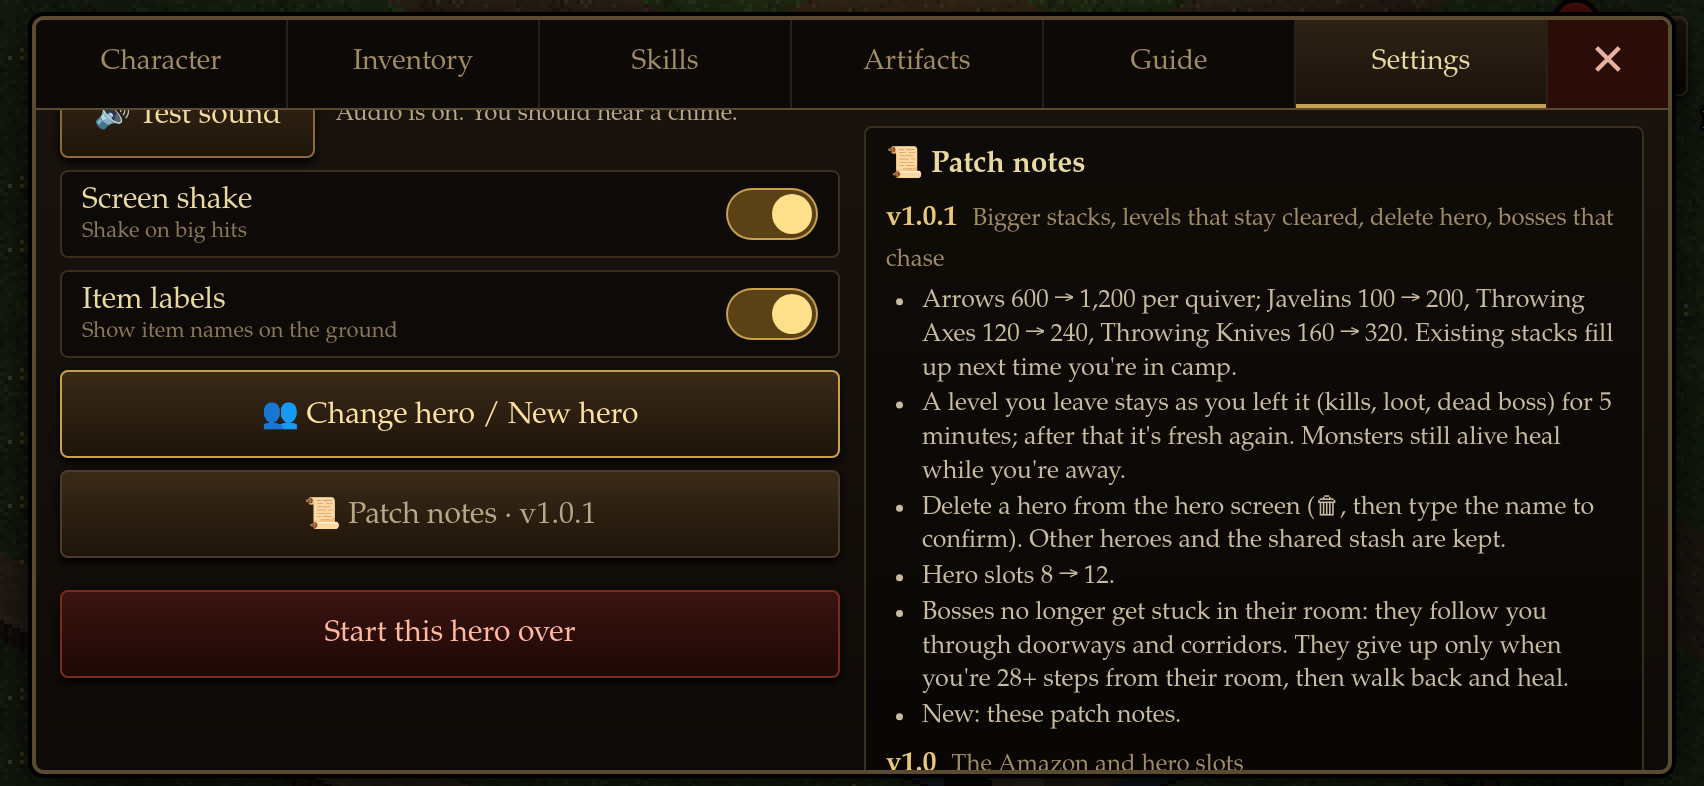 Character
Inventory
Skills
Artifacts
Guide
Settings
✕
🔊 Test sound
Audio is on. You should hear a chime.
Screen shake
Shake on big hits
Item labels
Show item names on the ground
👥 Change hero / New hero
📜 Patch notes · v1.0.1
Start this hero over
📜 Patch notes
v1.0.1 Bigger stacks, levels that stay cleared, delete hero, bosses that
chase
• Arrows 600 → 1,200 per quiver; Javelins 100 → 200, Throwing
Axes 120 → 240, Throwing Knives 160 → 320. Existing stacks fill
up next time you're in camp.
• A level you leave stays as you left it (kills, loot, dead boss) for 5
minutes; after that it's fresh again. Monsters still alive heal
while you're away.
• Delete a hero from the hero screen (🗑, then type the name to
confirm). Other heroes and the shared stash are kept.
• Hero slots 8 → 12.
• Bosses no longer get stuck in their room: they follow you
through doorways and corridors. They give up only when
you're 28+ steps from their room, then walk back and heal.
• New: these patch notes.
v1.0 The Amazon and hero slots